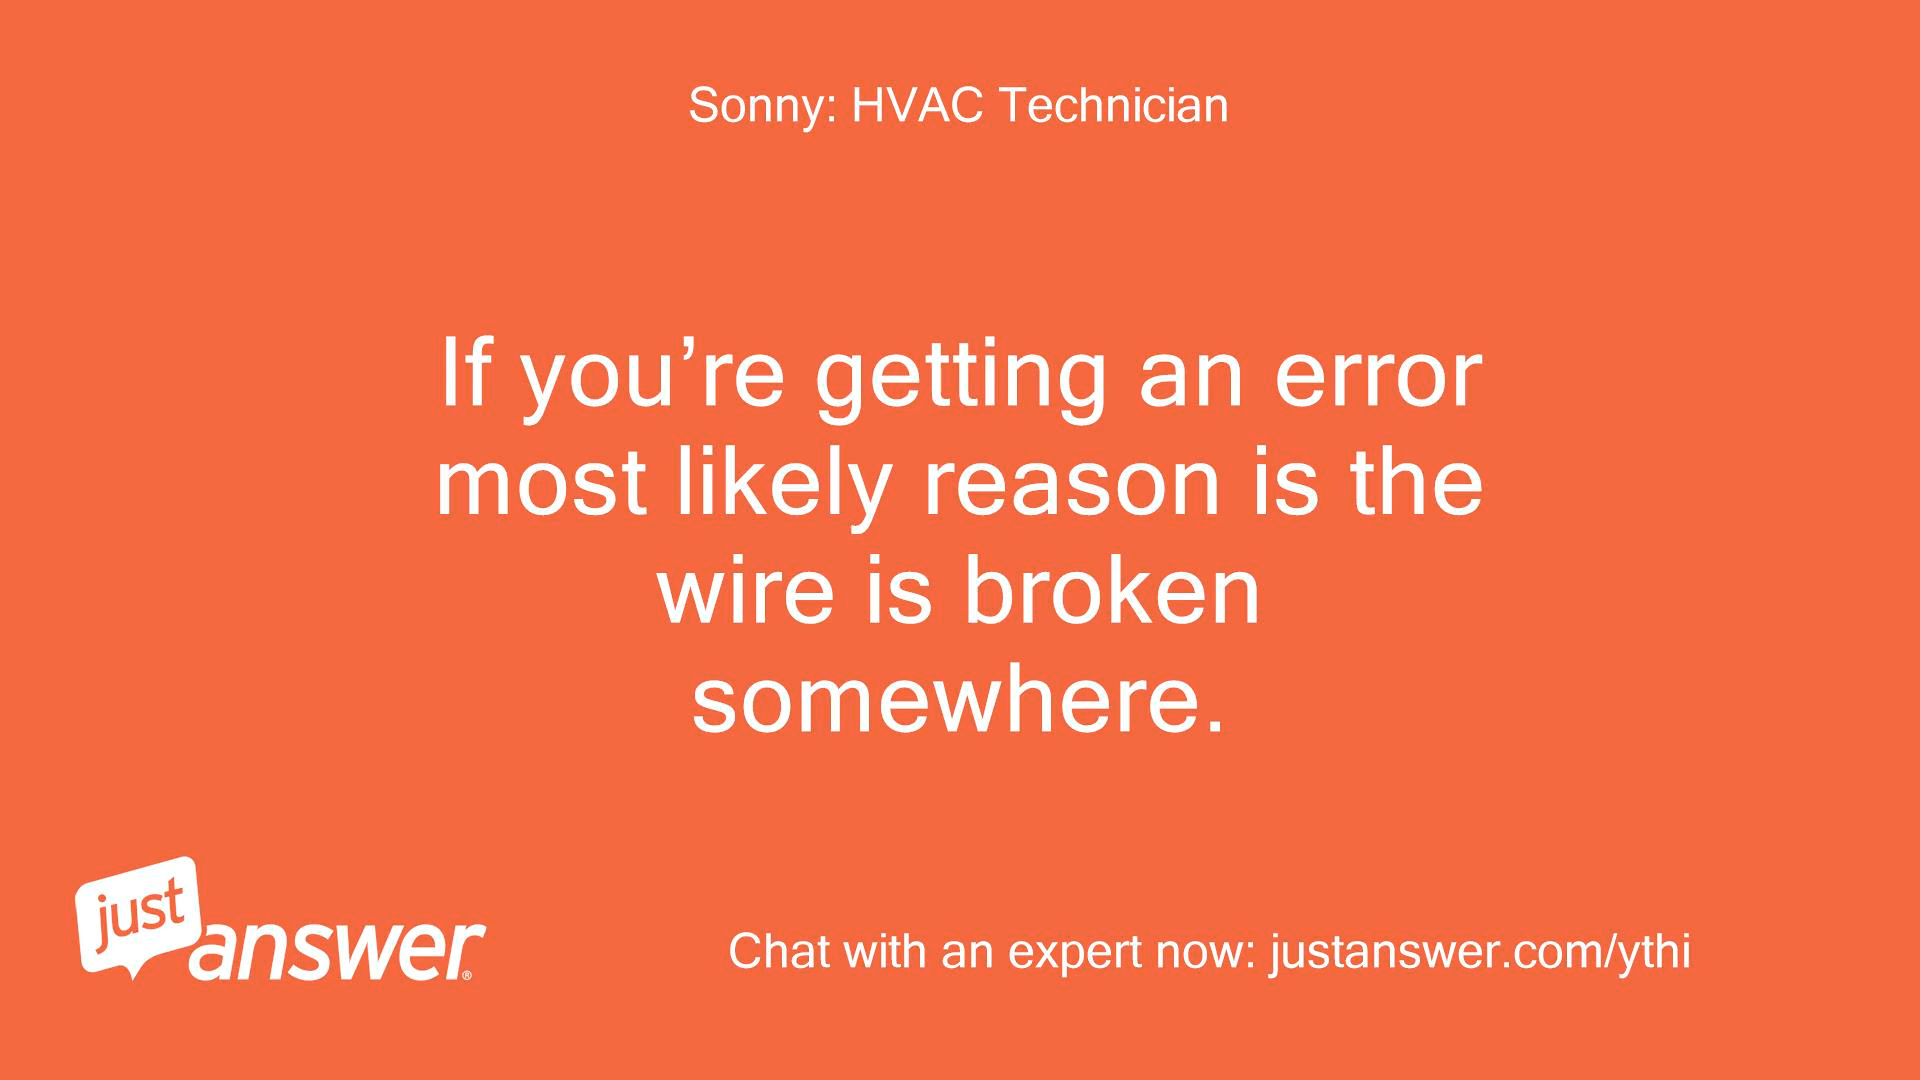 Sonny: HVAC Technician
If you’re getting an error
most likely reason is the
wire is broken
somewhere.
just
answer®
Chat with an expert now: justanswer.com/ythi